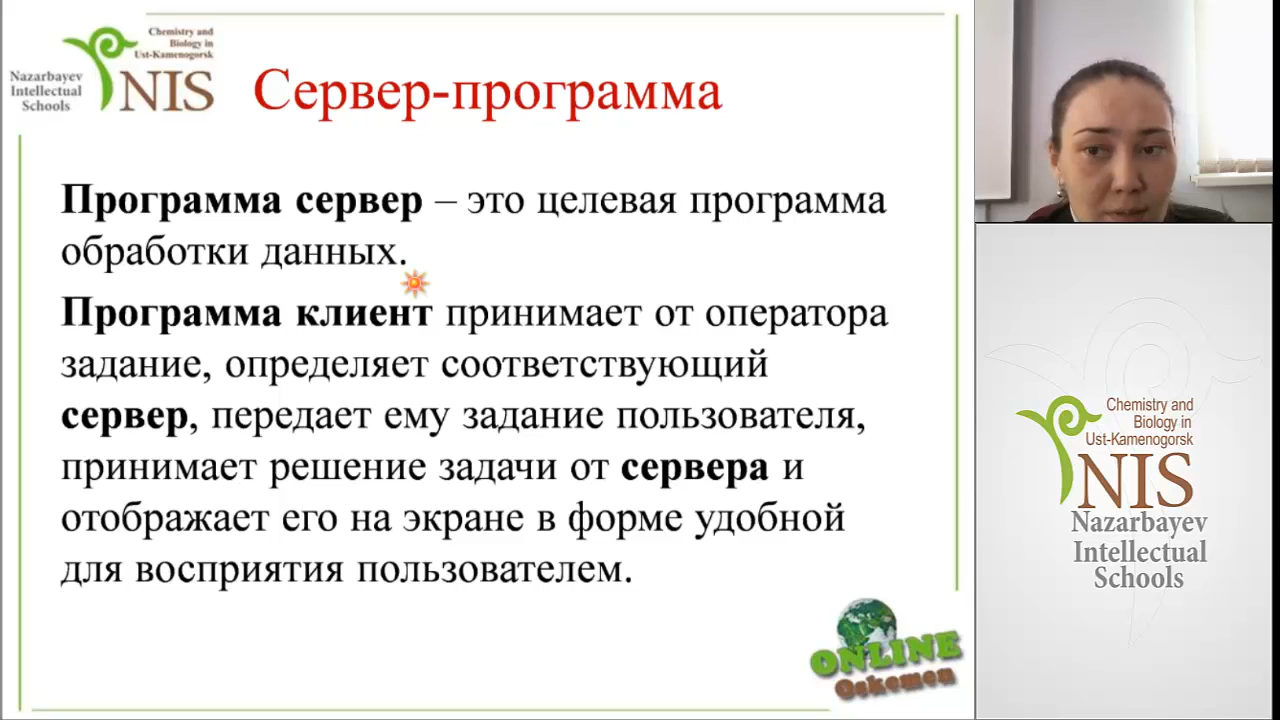 Chemistry and
Biology in
Ust-Kamenogorsk
Nazarbayev
Intellectual
Schools
NIS
Сервер-программа
Программа сервер – это целевая программа
обработки данных.
Программа клиент принимает от оператора
задание, определяет соответствующий
сервер, передает ему задание пользователя,
принимает решение задачи от сервера и
отображает его на экране в форме удобной
для восприятия пользователем.
ONLINE
Oskemen
Chemistry and
Biology in
Ust-Kamenogorsk
NIS
Nazarbayev
Intellectual
Schools